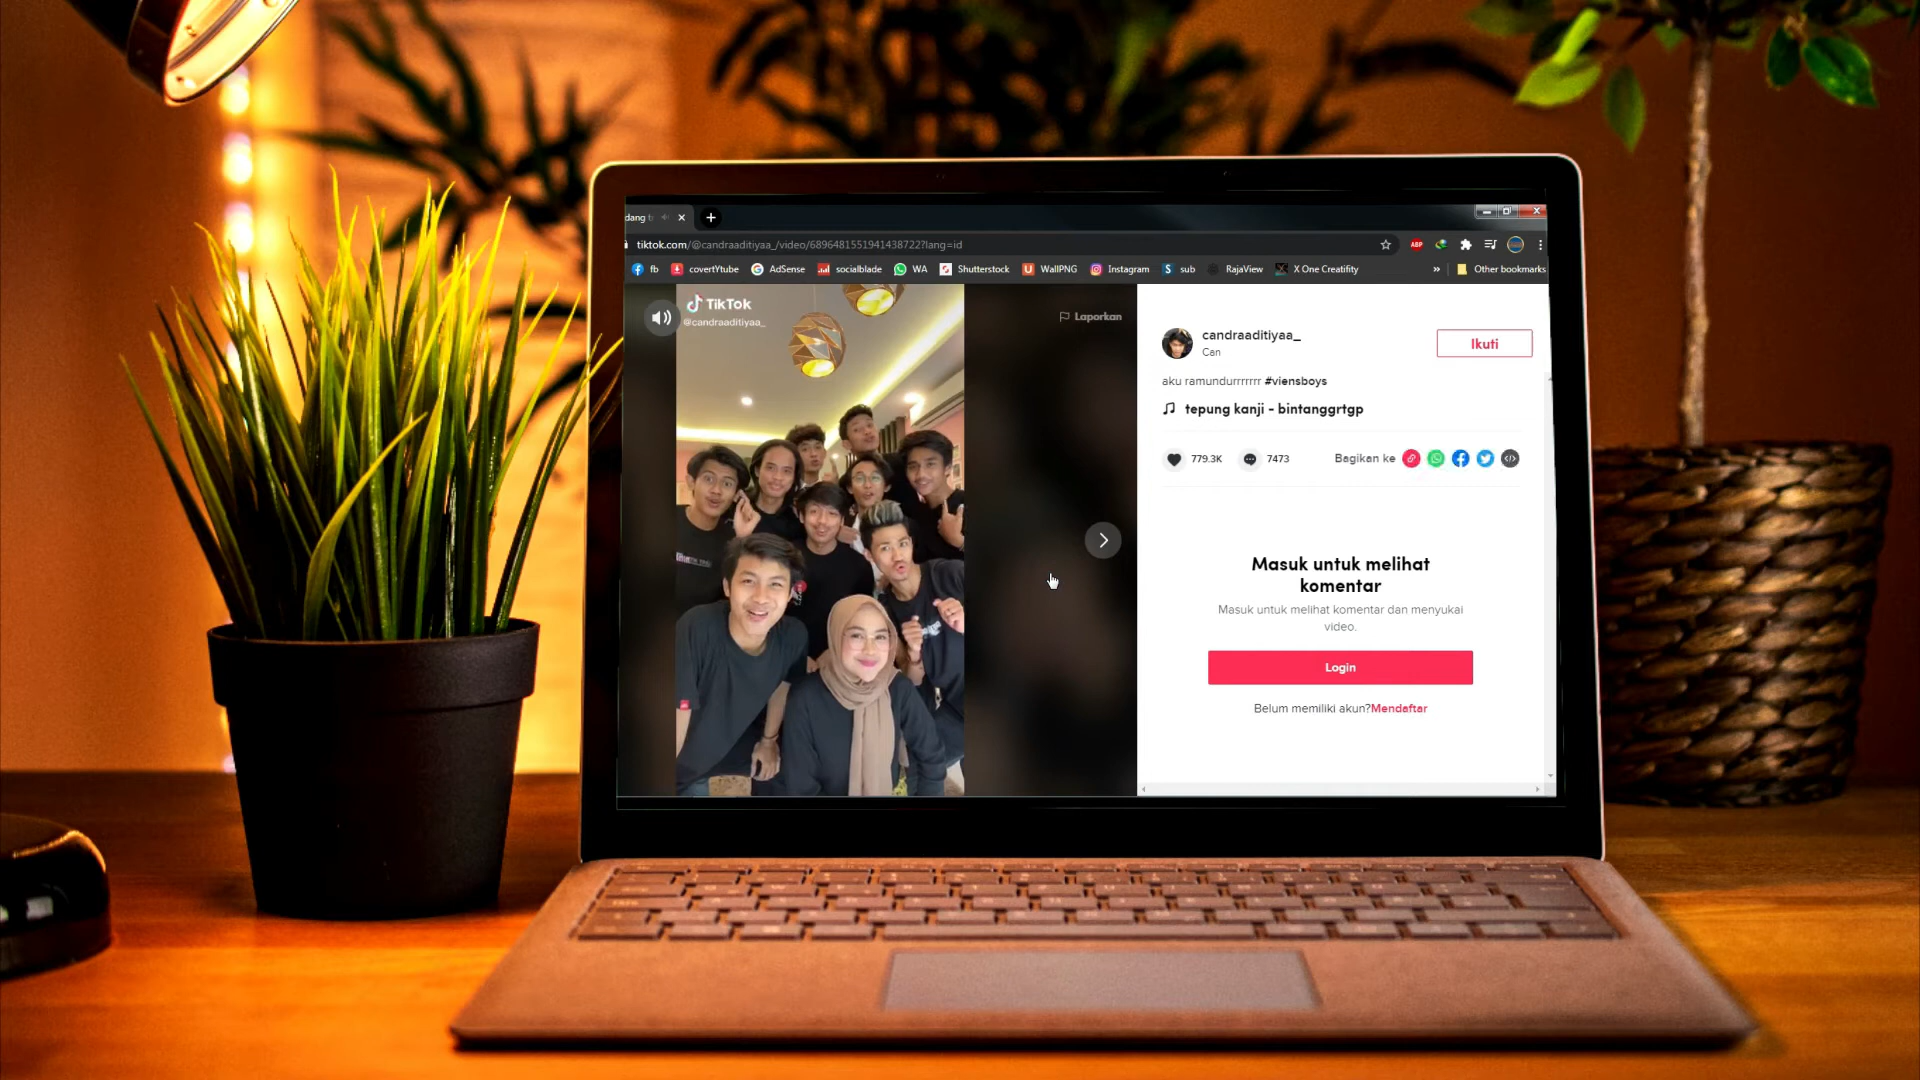 dang t
tiktok.com/@candraaditiyaa_/video/6896481551941438722?lang=id
ABP
fb covertYtube AdSense socialblade WA Shutterstock WallPNG Instagram sub RajaView X One Creatifity » Other bookmarks
TikTok
@candraaditiyaa_
Laporkan
candraaditiyaa_
Can
Ikuti
aku ramundurrrrrrr #viensboys
tepung kanji - bintanggrtgp
779.3K 7473 Bagikan ke
Masuk untuk melihat
komentar
Masuk untuk melihat komentar dan menyukai
video.
Login
Belum memiliki akun?Mendaftar